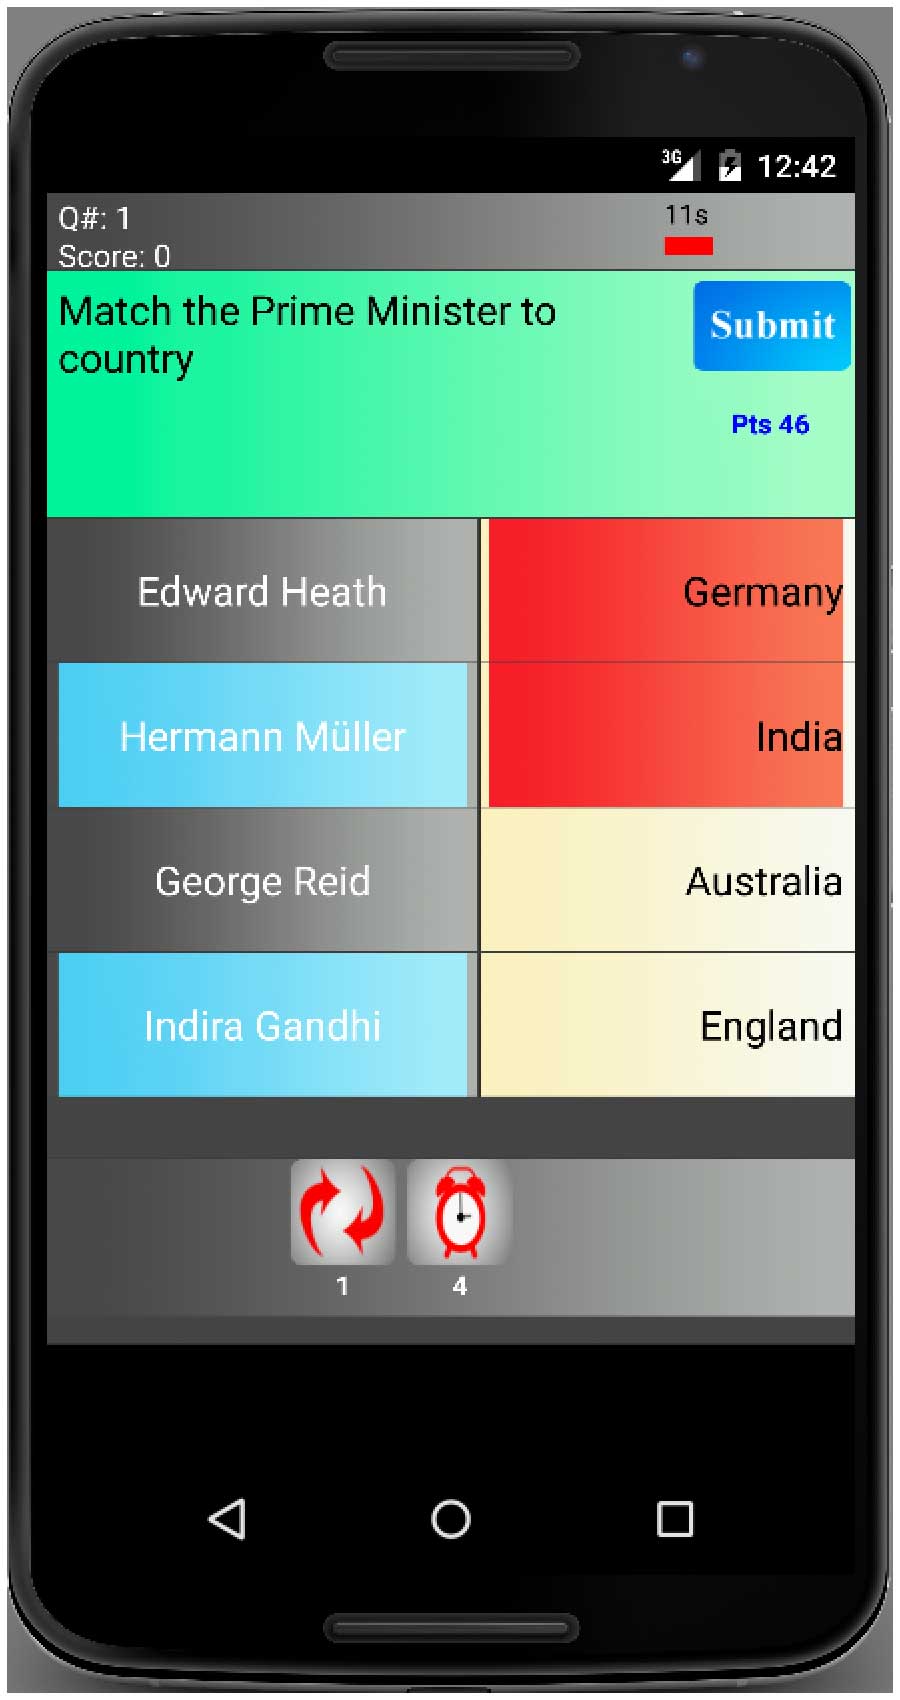 3G 12:42
Q#: 1
11s
Score: 0
Match the Prime Minister to
country
Submit
Pts 46
Edward Heath
Germany
Hermann Müller
India
George Reid
Australia
Indira Gandhi
England
1
4